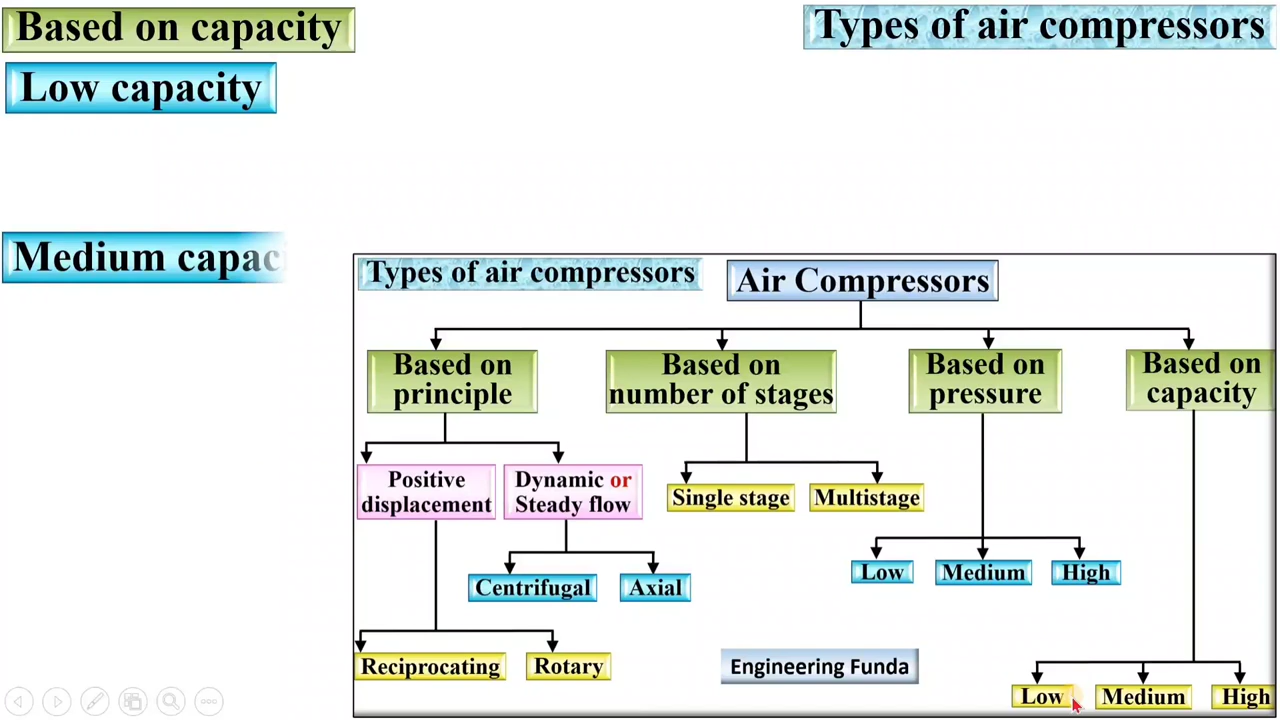 Based on capacity
Types of air compressors
Low capacity
Medium capac
Types of air compressors
Air Compressors
Based on
principle
Based on
number of stages
Based on
pressure
Based on
capacity
Positive
displacement
Dynamic or
Steady flow
Single stage
Multistage
Low
Medium
High
Centrifugal
Axial
Reciprocating
Rotary
Engineering Funda
Low
Medium
High